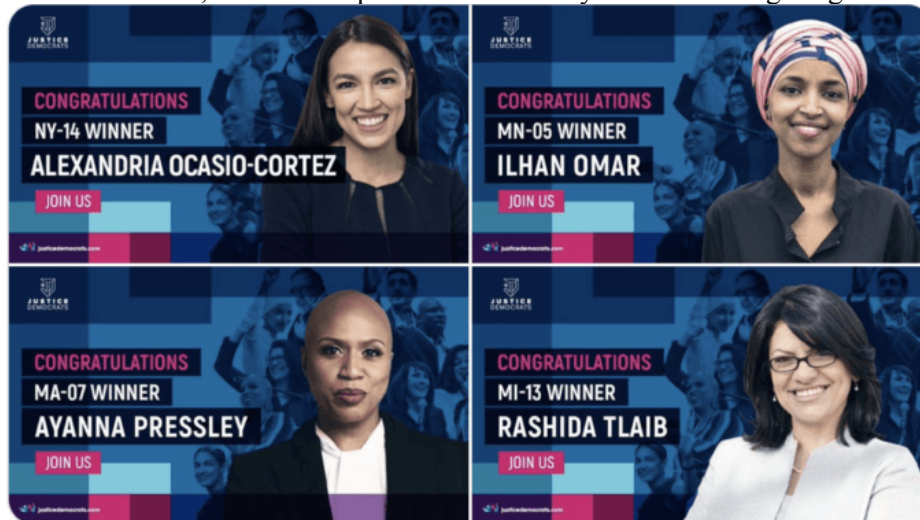 JUSTICE
DEMOCRATS
CONGRATULATIONS
NY-14 WINNER
ALEXANDRIA OCASIO-CORTEZ
JOIN US
justicedemocrats.com
JUSTICE
DEMOCRATS
CONGRATULATIONS
MN-05 WINNER
ILHAN OMAR
JOIN US
justicedemocrats.com
JUSTICE
DEMOCRATS
CONGRATULATIONS
MA-07 WINNER
AYANNA PRESSLEY
JOIN US
justicedemocrats.com
JUSTICE
DEMOCRATS
CONGRATULATIONS
MI-13 WINNER
RASHIDA TLAIB
JOIN US
justicedemocrats.com